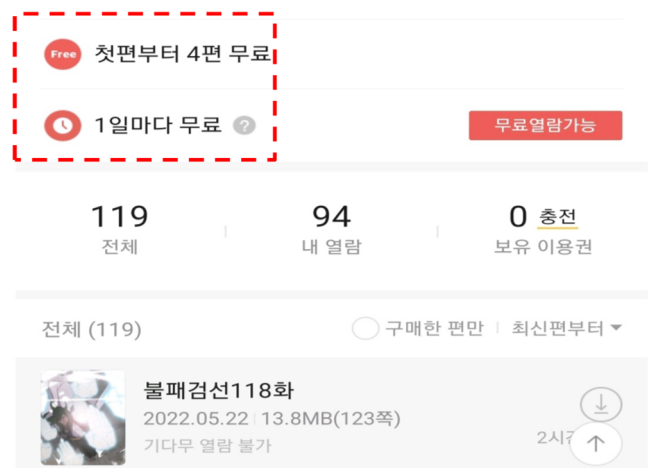 Free 첫편부터 4편 무료
1일마다 무료 ?
무료열람가능
119 94 0 충전
전체 내 열람 보유 이용권
전체 (119) 구매한 편만 최신편부터
불패검선118화
2022.05.22 13.8MB(123쪽)
기다무 열람 불가